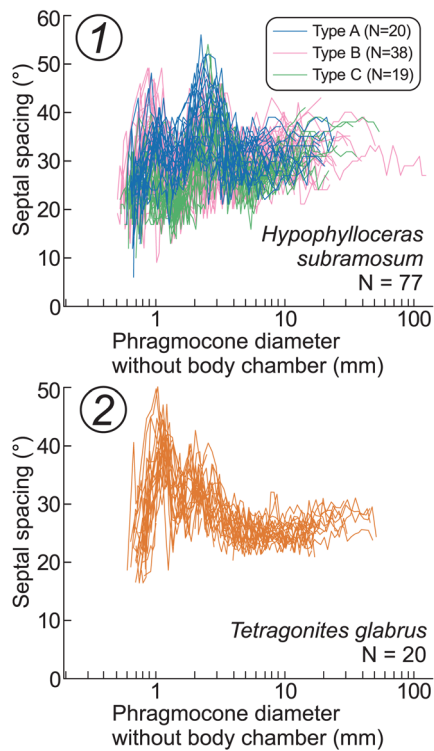 1
Type A (N=20)
Type B (N=38)
Type C (N=19)
Septal spacing (°)
60
50
40
30
20
10
0
Hypophylloceras
subramosum
N = 77
1
10
100
Phragmocone diameter
without body chamber (mm)
2
Septal spacing (°)
50
40
30
20
10
0
Tetragonites glabrus
N = 20
1
10
100
Phragmocone diameter
without body chamber (mm)